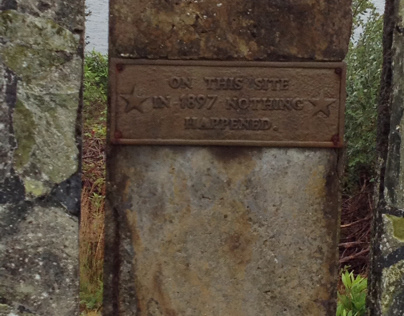 ON THIS SITE
IN 1897 NOTHING
HAPPENED.